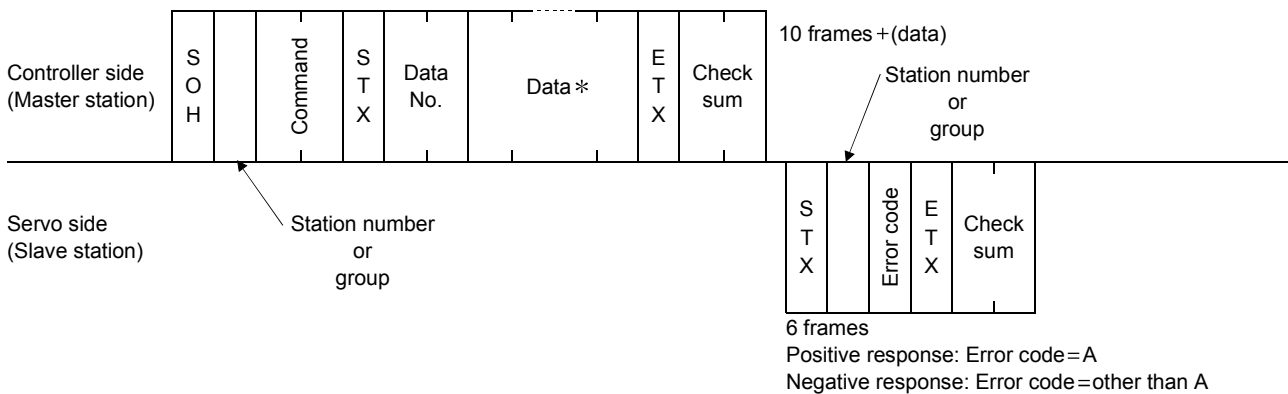 Controller side
(Master station)
S
O
H
Command
S
T
X
Data
No.
Data＊
E
T
X
Check
sum
10 frames＋(data)
Station number
or
group
Servo side
(Slave station)
Station number
or
group
S
T
X
Error code
E
T
X
Check
sum
6 frames
Positive response: Error code＝A
Negative response: Error code＝other than A